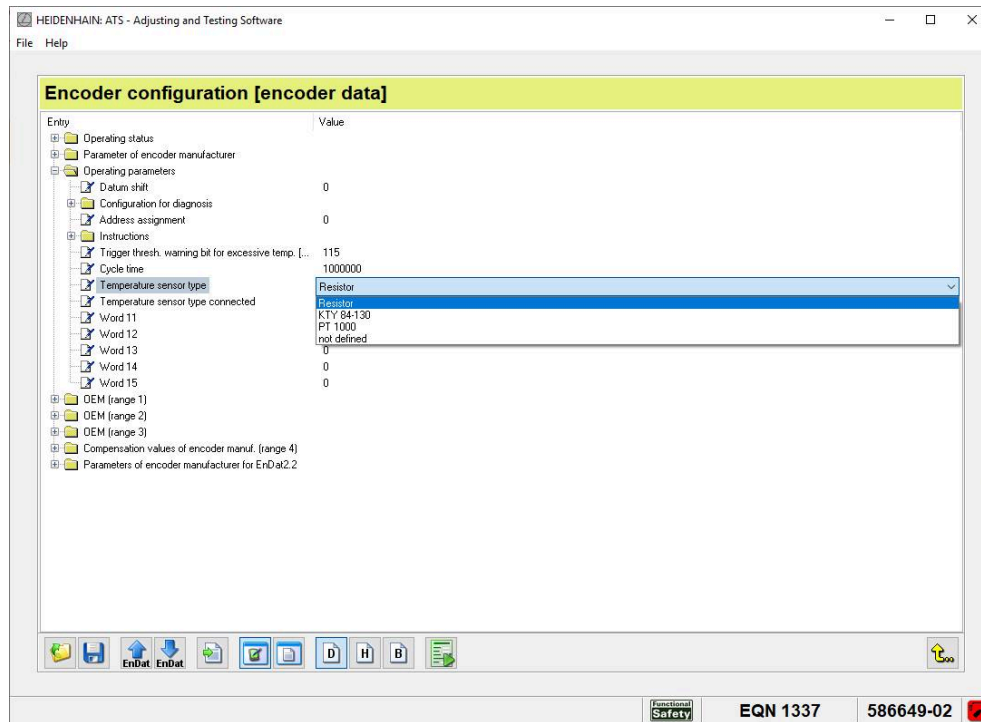 HEIDENHAIN: ATS - Adjusting and Testing Software
File Help
Encoder configuration [encoder data]
Entry Value
Operating status
Parameter of encoder manufacturer
Operating parameters
Datum shift 0
Configuration for diagnosis
Address assignment 0
Instructions
Trigger thresh. warning bit for excessive temp. [... 115
Cycle time 1000000
Temperature sensor type Resistor
Temperature sensor type connected Resistor
Word 11 KTY 84-130
PT 1000
Word 12 not defined
Word 13 0
Word 14 0
Word 15 0
OEM (range 1)
OEM (range 2)
OEM (range 3)
Compensation values of encoder manuf. (range 4)
Parameters of encoder manufacturer for EnDat2.2
EnDat EnDat D H B
Functional Safety EQN 1337 586649-02